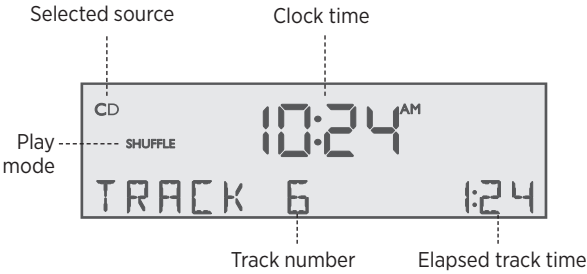 Selected source
Clock time
CD
10:24 AM
Play
mode
SHUFFLE
TRACK 6 1:24
Track number
Elapsed track time